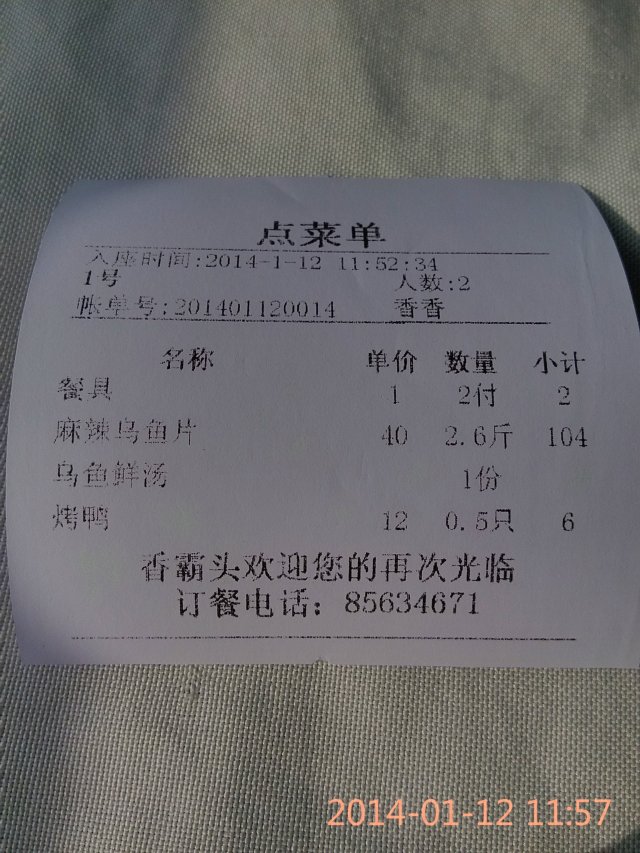 点菜单
入座时间:2014-1-12 11:52:34
1号 人数:2
帐单号:201401120014 香香
名称 单价 数量 小计
餐具 1 2付 2
麻辣乌鱼片 40 2.6斤 104
乌鱼鲜汤 1份
烤鸭 12 0.5只 6
香霸头欢迎您的再次光临
订餐电话：85634671
2014-01-12 11:57